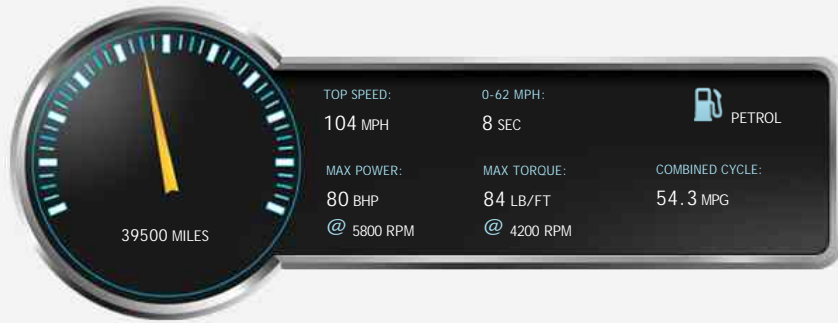 TOP SPEED:
104 MPH
0-62 MPH:
8 SEC
PETROL
MAX POWER:
80 BHP
@ 5800 RPM
MAX TORQUE:
84 LB/FT
@ 4200 RPM
COMBINED CYCLE:
54.3 MPG
39500 MILES